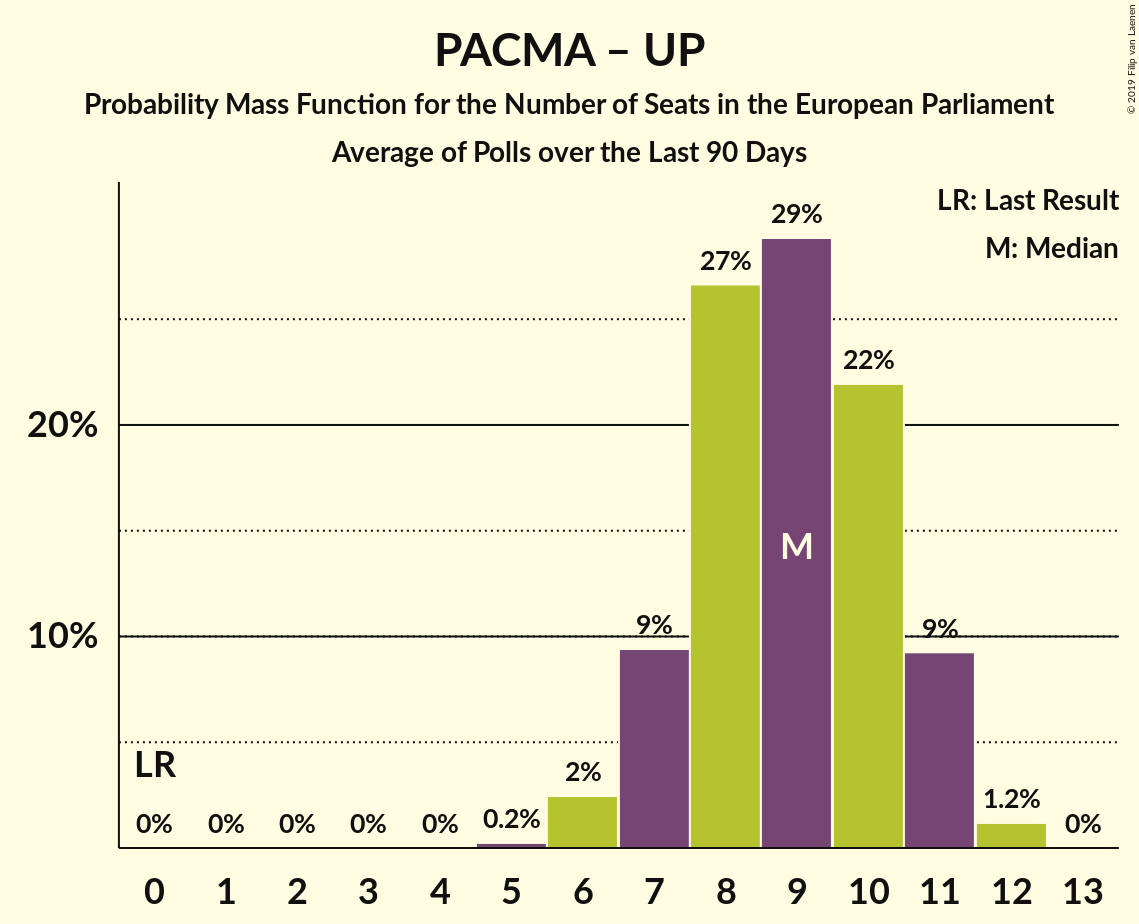 PACMA – UP
Probability Mass Function for the Number of Seats in the European Parliament
Average of Polls over the Last 90 Days
© 2019 Filip van Laenen
LR: Last Result
M: Median
29%
27%
22%
20%
M
9%
9%
10%
LR
2%
1.2%
0% 0% 0% 0% 0% 0.2% 0%
0 1 2 3 4 5 6 7 8 9 10 11 12 13